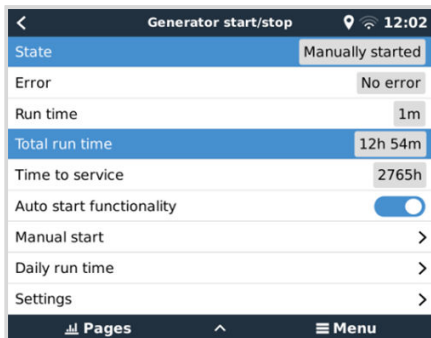 Generator start/stop 12:02
State Manually started
Error No error
Run time 1m
Total run time 12h 54m
Time to service 2765h
Auto start functionality
Manual start
Daily run time
Settings
Pages Menu